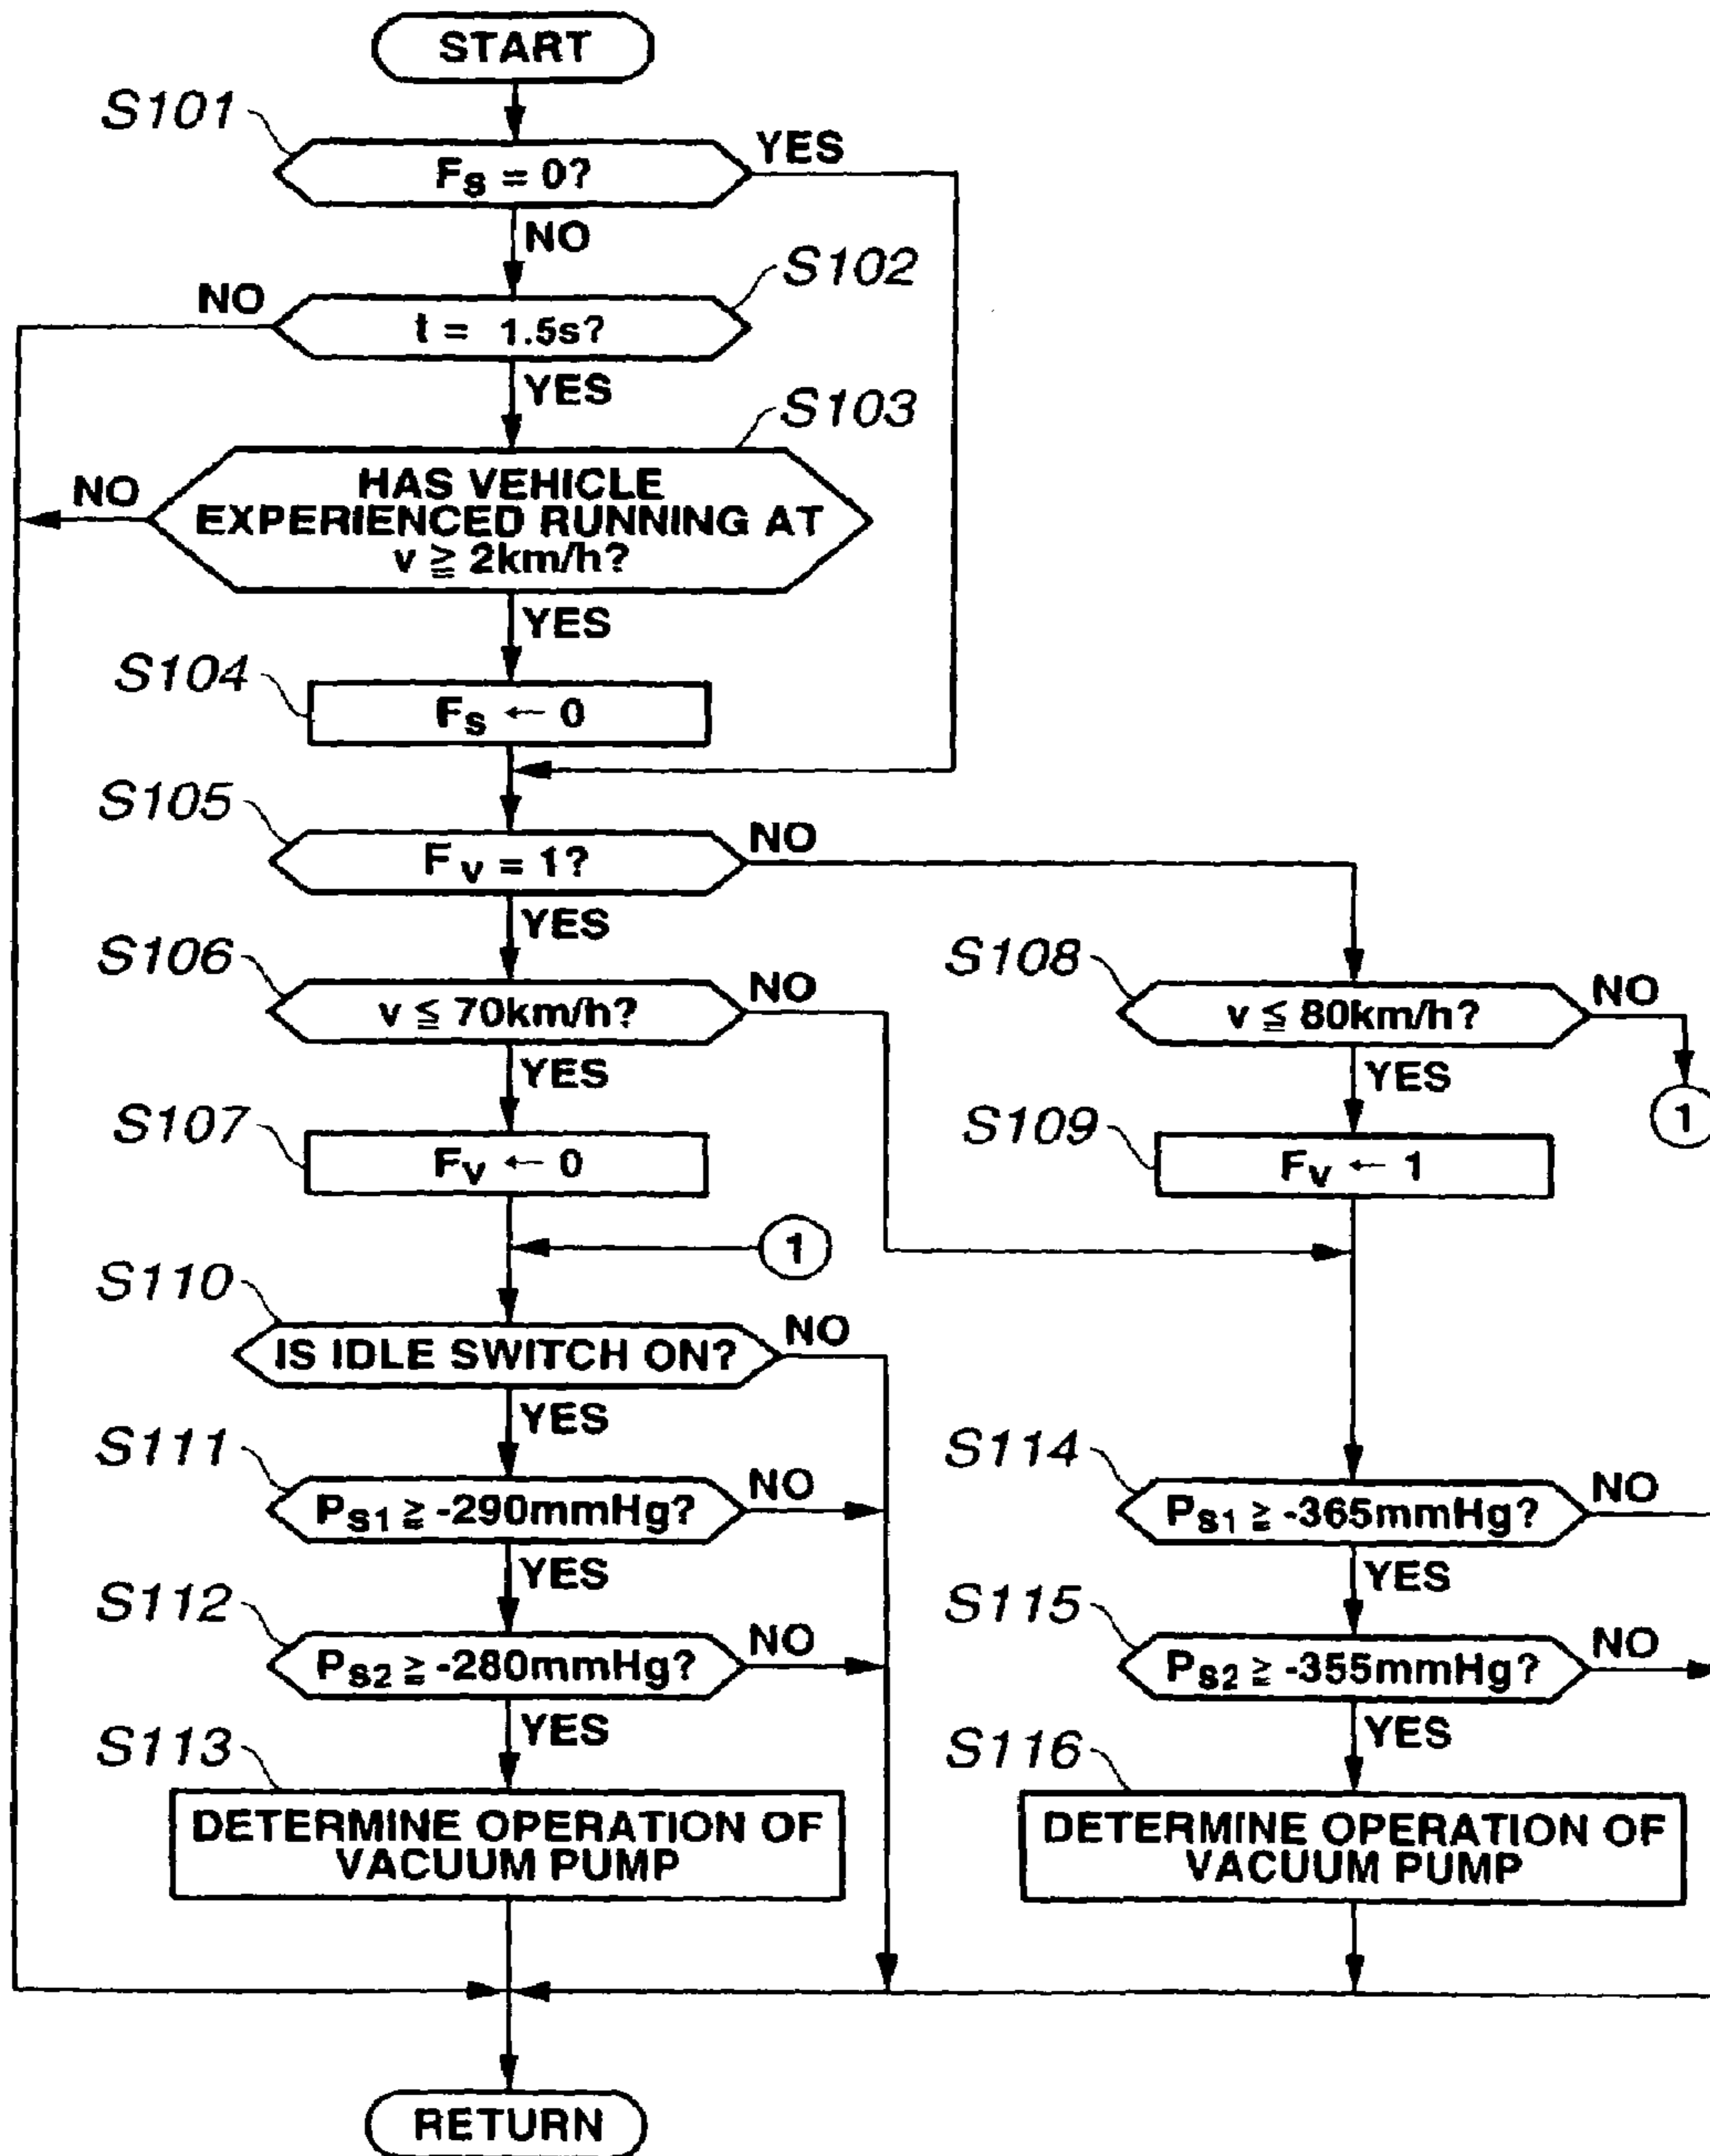 START
S101
YES
Fs = 0?
NO
S102
NO
t = 1.5s?
YES
S103
NO
HAS VEHICLE
EXPERIENCED RUNNING AT
v ≧ 2km/h?
YES
S104
Fs ← 0
S105
NO
Fv = 1?
YES
S106
NO
v ≦ 70km/h?
YES
S108
NO
v ≦ 80km/h?
YES
1
S107
Fv ← 0
S109
Fv ← 1
1
S110
NO
IS IDLE SWITCH ON?
YES
S111
NO
PS1 ≧ -290mmHg?
YES
S114
NO
PS1 ≧ -365mmHg?
YES
S112
NO
PS2 ≧ -280mmHg?
YES
S115
NO
PS2 ≧ -355mmHg?
YES
S113
DETERMINE OPERATION OF
VACUUM PUMP
S116
DETERMINE OPERATION OF
VACUUM PUMP
RETURN